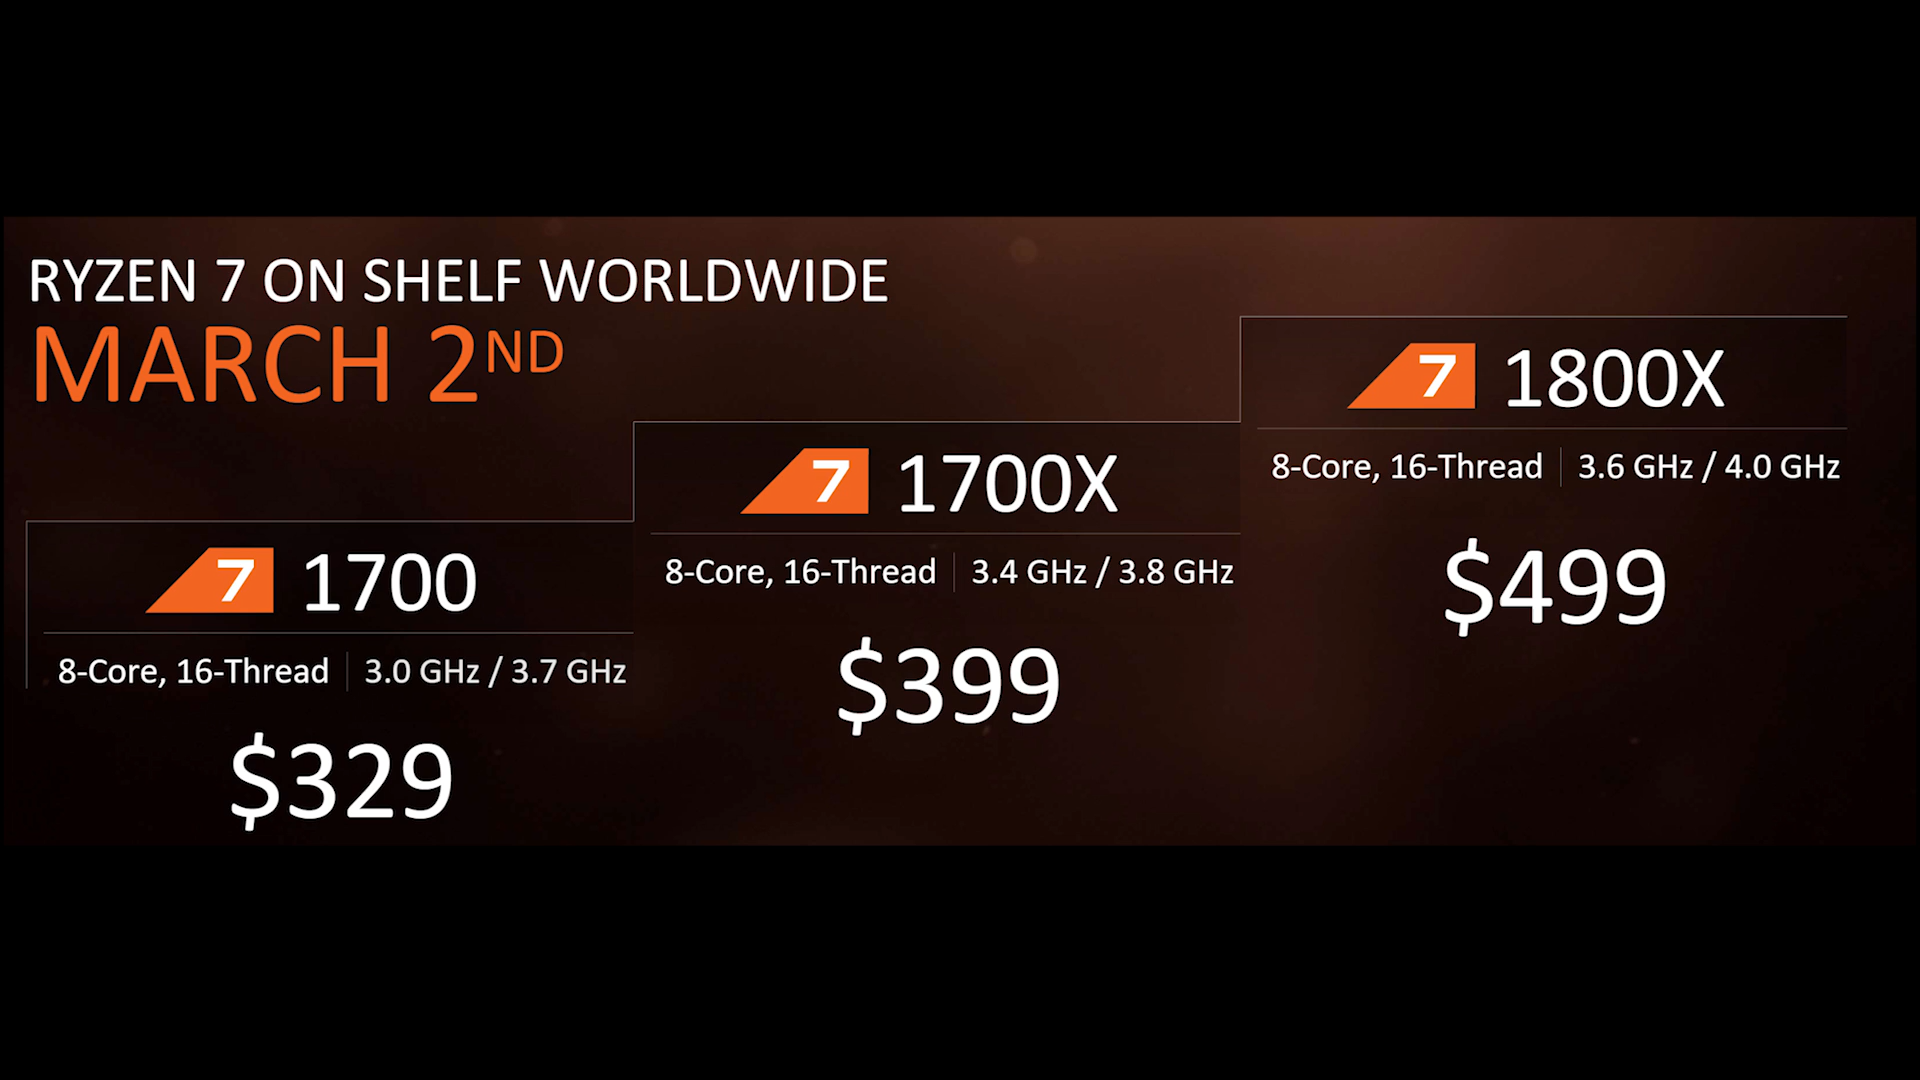 RYZEN 7 ON SHELF WORLDWIDE
MARCH 2ND
7 1700
8-Core, 16-Thread | 3.0 GHz / 3.7 GHz
$329
7 1700X
8-Core, 16-Thread | 3.4 GHz / 3.8 GHz
$399
7 1800X
8-Core, 16-Thread | 3.6 GHz / 4.0 GHz
$499